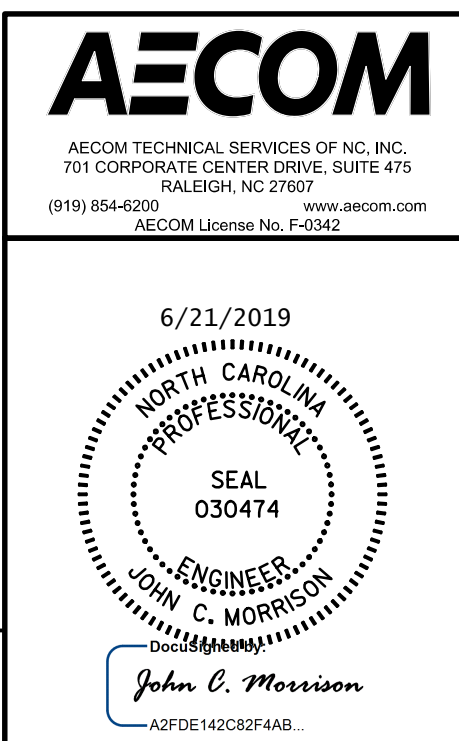 AECOM
AECOM TECHNICAL SERVICES OF NC, INC.
701 CORPORATE CENTER DRIVE, SUITE 475
RALEIGH, NC 27607
(919) 854-6200 www.aecom.com
AECOM License No. F-0342
6/21/2019
NORTH CAROLINA
PROFESSIONAL
SEAL
030474
ENGINEER
JOHN C. MORRISON
DocuSigned by:
John C. Morrison
A2FDE142C82F4AB...